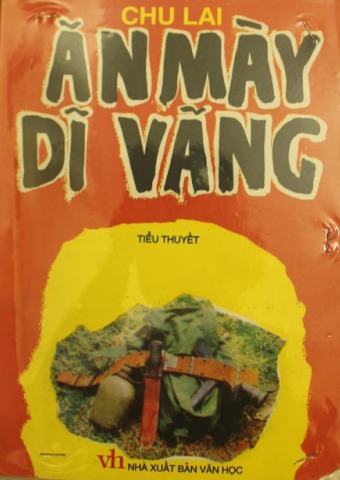 CHU LAI
ĂN MÀY
DĨ VÃNG
TIỂU THUYẾT
vh NHÀ XUẤT BẢN VĂN HỌC